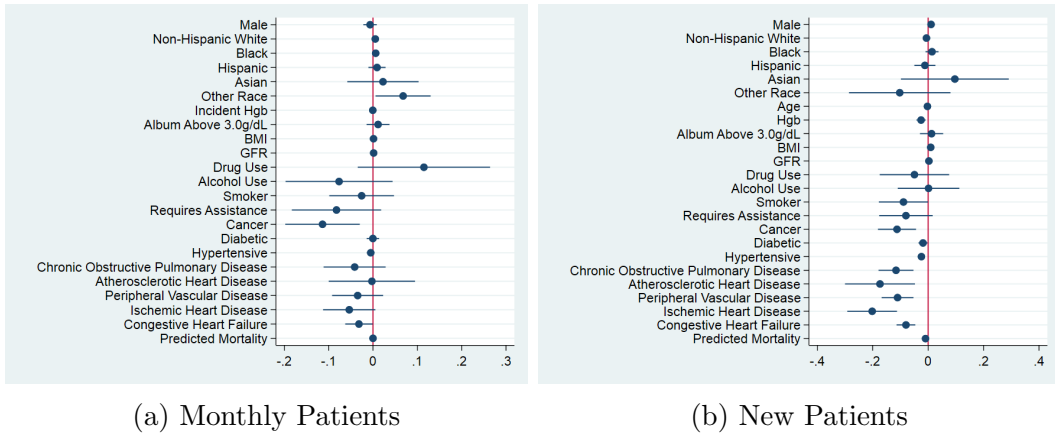 Male
Non-Hispanic White
Black
Hispanic
Asian
Other Race
Incident Hgb
Album Above 3.0g/dL
BMI
GFR
Drug Use
Alcohol Use
Smoker
Requires Assistance
Cancer
Diabetic
Hypertensive
Chronic Obstructive Pulmonary Disease
Atherosclerotic Heart Disease
Peripheral Vascular Disease
Ischemic Heart Disease
Congestive Heart Failure
Predicted Mortality
-.2 -.1 0 .1 .2 .3
(a) Monthly Patients
Male
Non-Hispanic White
Black
Hispanic
Asian
Other Race
Age
Hgb
Album Above 3.0g/dL
BMI
GFR
Drug Use
Alcohol Use
Smoker
Requires Assistance
Cancer
Diabetic
Hypertensive
Chronic Obstructive Pulmonary Disease
Atherosclerotic Heart Disease
Peripheral Vascular Disease
Ischemic Heart Disease
Congestive Heart Failure
Predicted Mortality
-.4 -.2 0 .2 .4
(b) New Patients